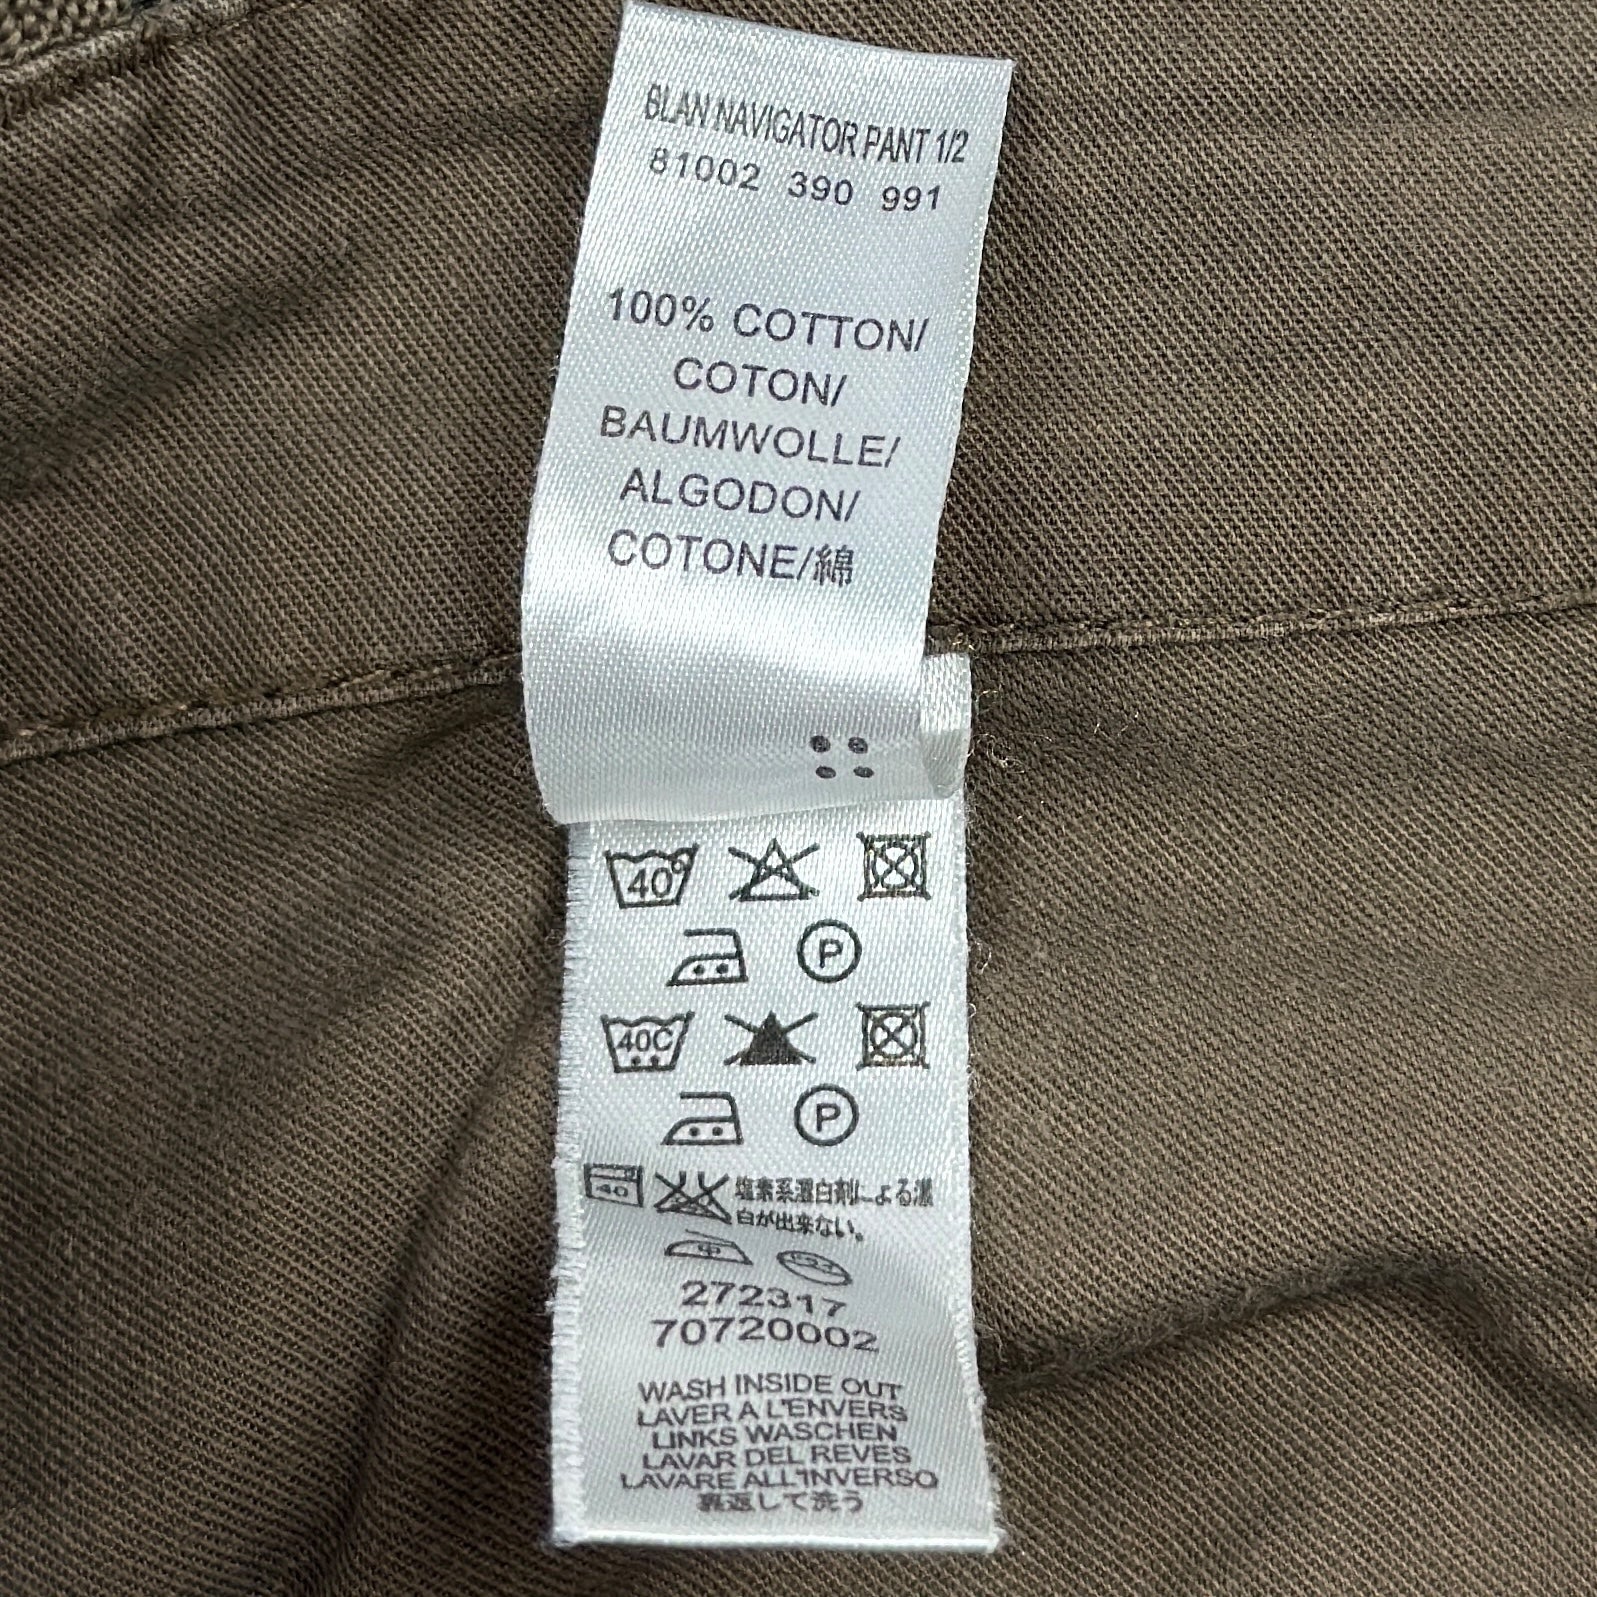 BLAN NAVIGATOR PANT 1/2
81002 390 991
100% COTTON/
COTON/
BAUMWOLLE/
ALGODON/
COTONE/綿
40°
P
40C
P
40 塩素系漂白剤による漂
白が出来ない。
中
272317
70720002
WASH INSIDE OUT
LAVER A L'ENVERS
LINKS WASCHEN
LAVAR DEL REVES
LAVARE ALL'INVERSO
裏返して洗う